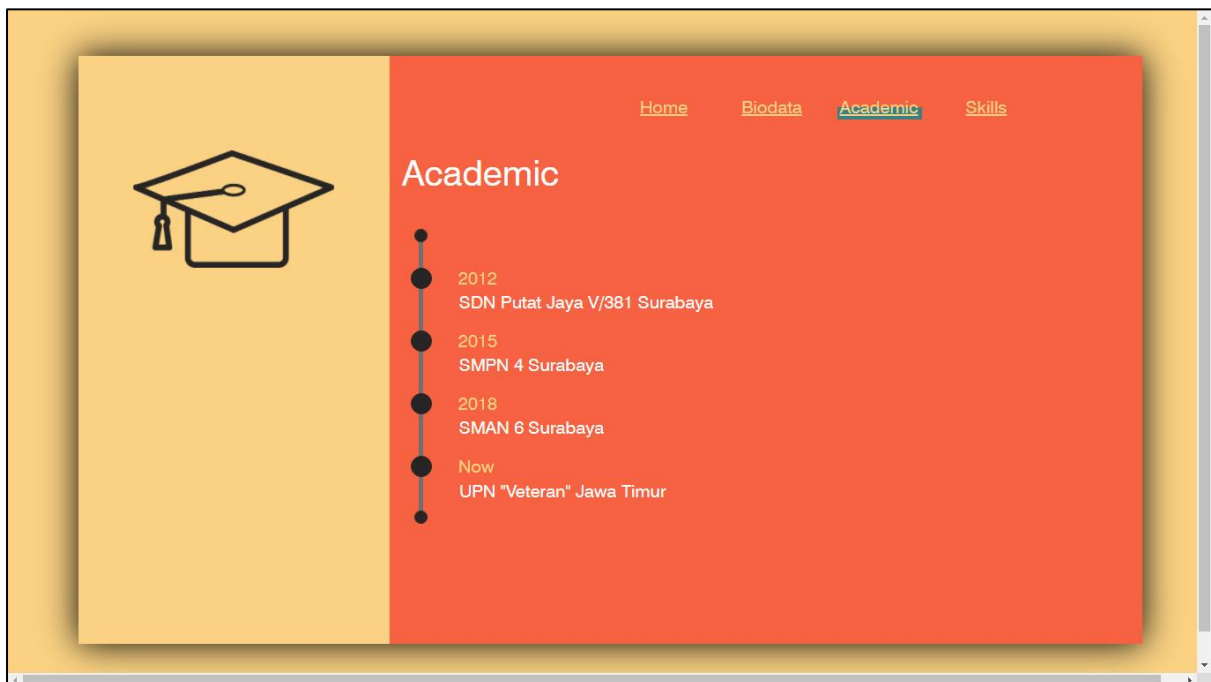 Home Biodata Academic Skills
Academic
2012
SDN Putat Jaya V/381 Surabaya
2015
SMPN 4 Surabaya
2018
SMAN 6 Surabaya
Now
UPN "Veteran" Jawa Timur